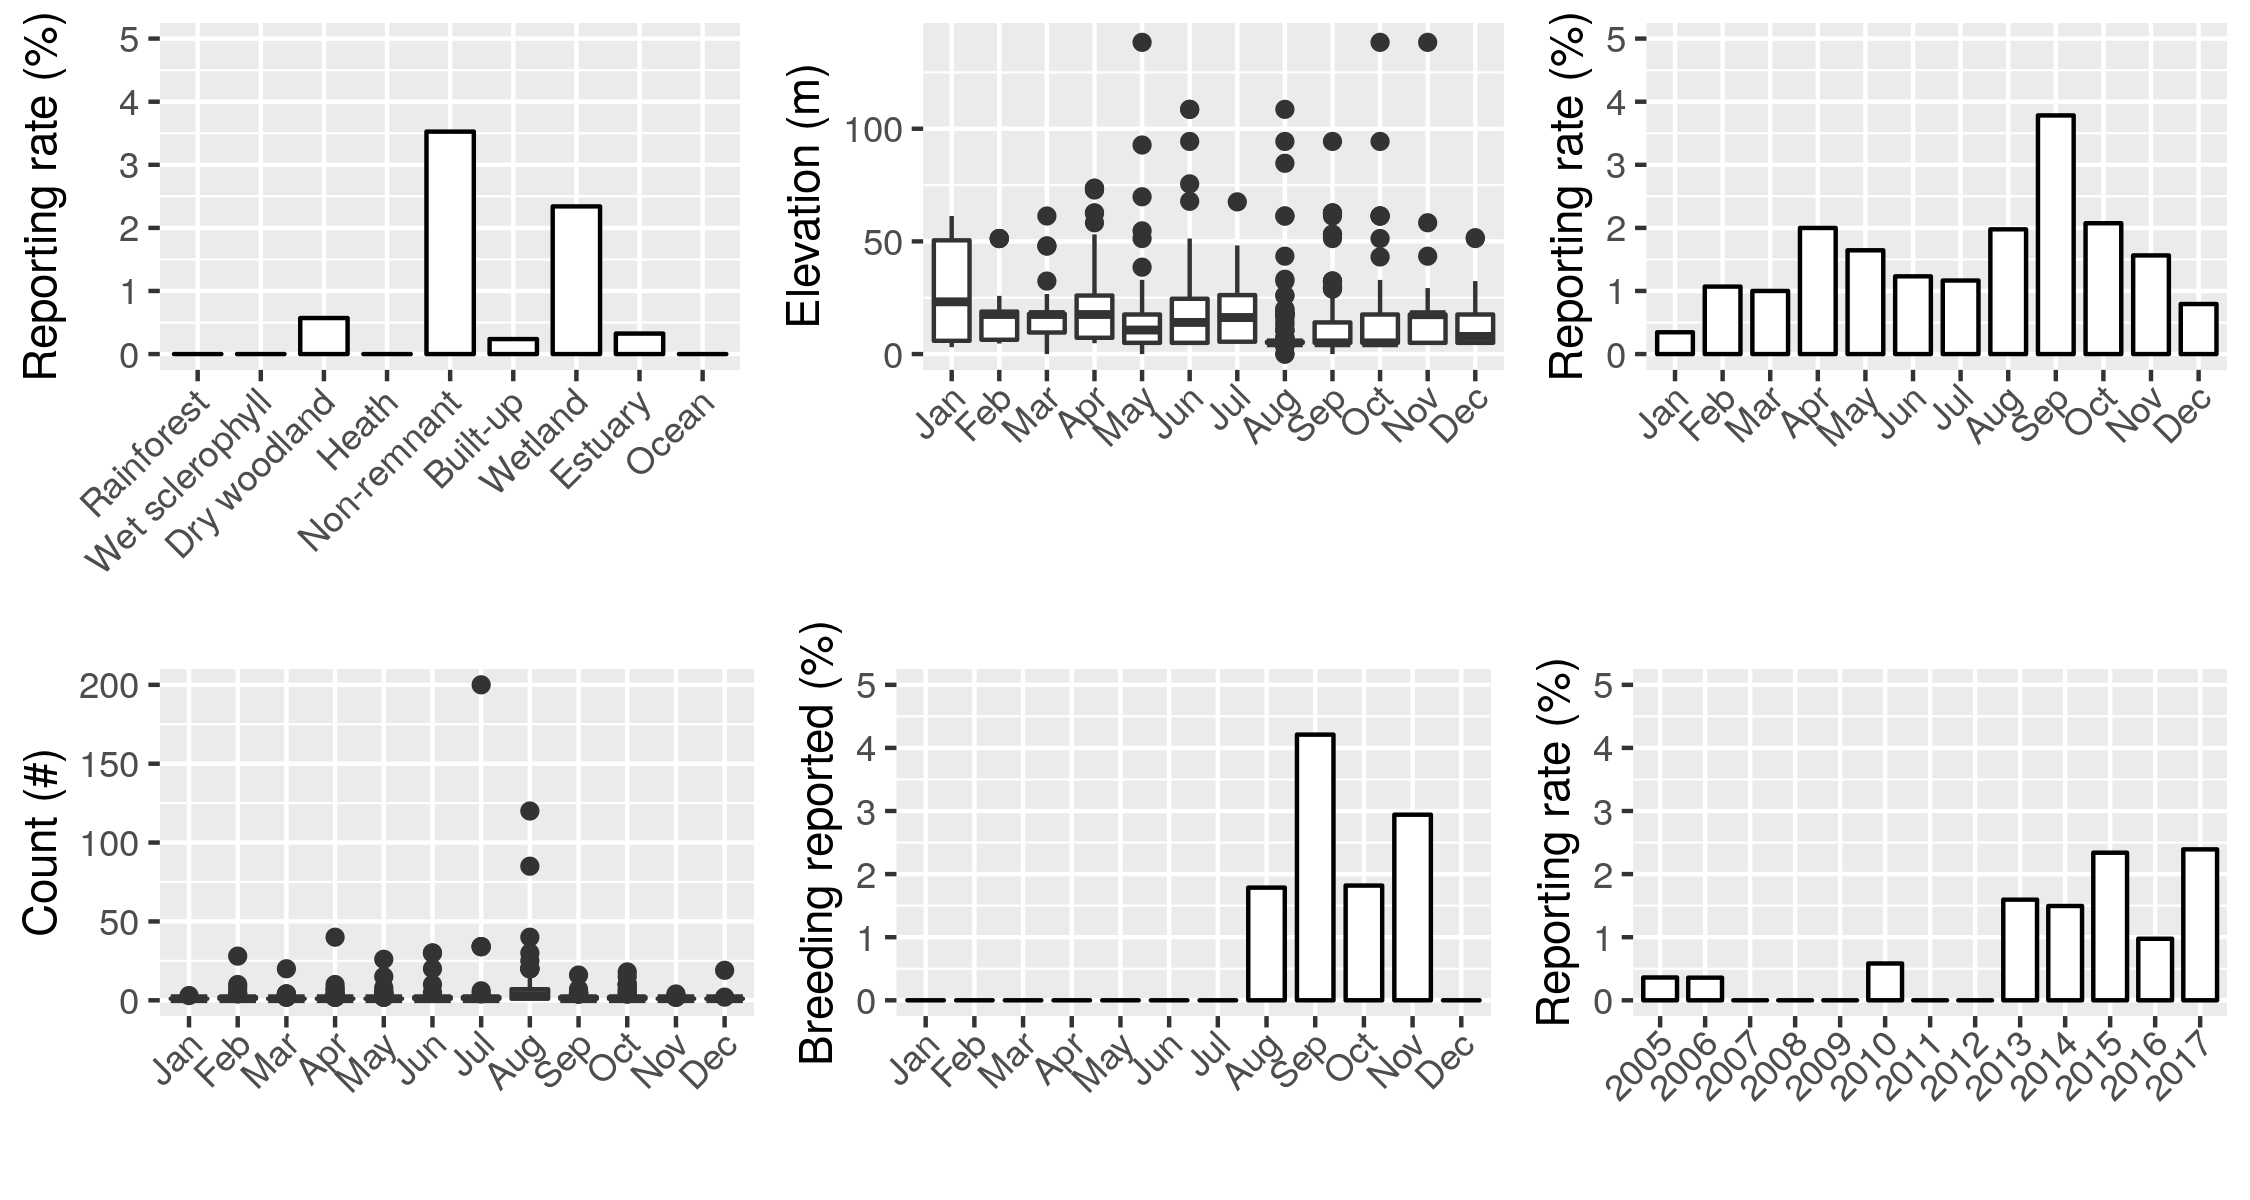 Reporting rate (%)
5
4
3
2
1
0
Rainforest
Wet sclerophyll
Dry woodland
Heath
Non-remnant
Built-up
Wetland
Estuary
Ocean
Elevation (m)
100
50
0
Jan
Feb
Mar
Apr
May
Jun
Jul
Aug
Sep
Oct
Nov
Dec
Reporting rate (%)
5
4
3
2
1
0
Jan
Feb
Mar
Apr
May
Jun
Jul
Aug
Sep
Oct
Nov
Dec
Count (#)
200
150
100
50
0
Jan
Feb
Mar
Apr
May
Jun
Jul
Aug
Sep
Oct
Nov
Dec
Breeding reported (%)
5
4
3
2
1
0
Jan
Feb
Mar
Apr
May
Jun
Jul
Aug
Sep
Oct
Nov
Dec
Reporting rate (%)
5
4
3
2
1
0
2005
2006
2007
2008
2009
2010
2011
2012
2013
2014
2015
2016
2017